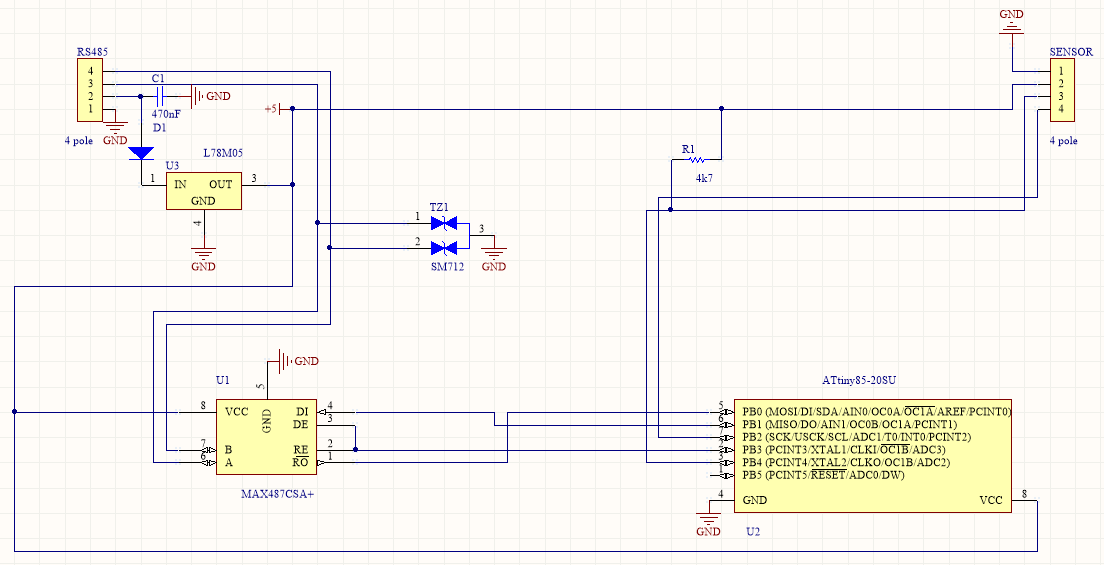 GND
RS485
SENSOR
4
3
2
1
C1
GND
470nF
D1
GND
4 pole
+5
1
2
3
4
4 pole
R1
4k7
L78M05
U3
1
IN
OUT
3
GND
4
GND
TZ1
1
2
3
SM712
GND
GND
U1
5
8
VCC
GND
DI
4
DE
3
7
B
RE
2
6
A
RO
1
MAX487CSA+
ATtiny85-20SU
5
PB0 (MOSI/DI/SDA/AIN0/OC0A/OC1A/AREF/PCINT0)
6
PB1 (MISO/DO/AIN1/OC0B/OC1A/PCINT1)
7
PB2 (SCK/USCK/SCL/ADC1/T0/INT0/PCINT2)
2
PB3 (PCINT3/XTAL1/CLKI/OC1B/ADC3)
3
PB4 (PCINT4/XTAL2/CLKO/OC1B/ADC2)
1
PB5 (PCINT5/RESET/ADC0/DW)
4
GND
VCC
8
GND
U2